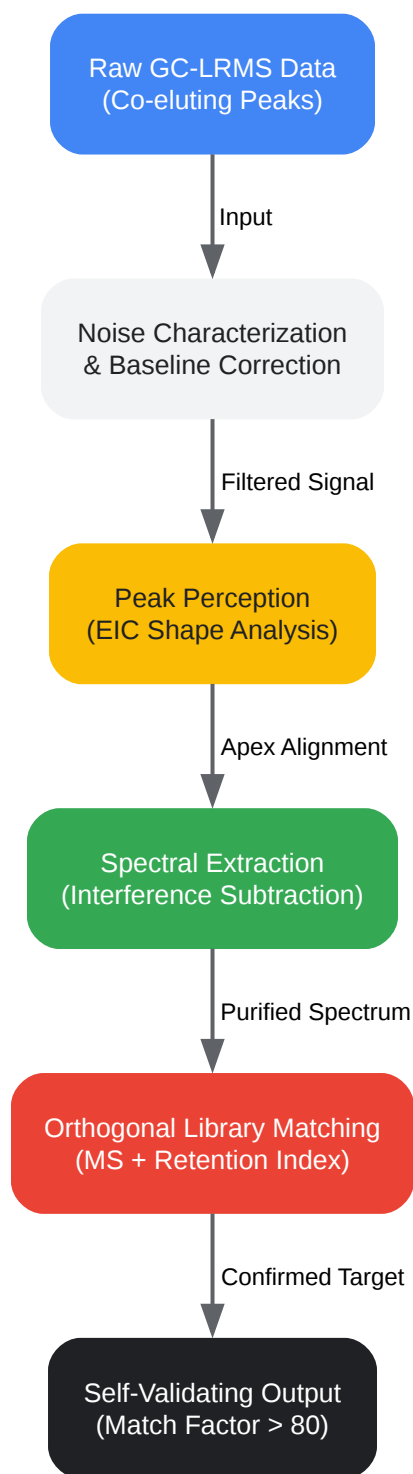 Raw GC-LRMS Data
(Co-eluting Peaks)
Input
Noise Characterization
& Baseline Correction
Filtered Signal
Peak Perception
(EIC Shape Analysis)
Apex Alignment
Spectral Extraction
(Interference Subtraction)
Purified Spectrum
Orthogonal Library Matching
(MS + Retention Index)
Confirmed Target
Self-Validating Output
(Match Factor > 80)